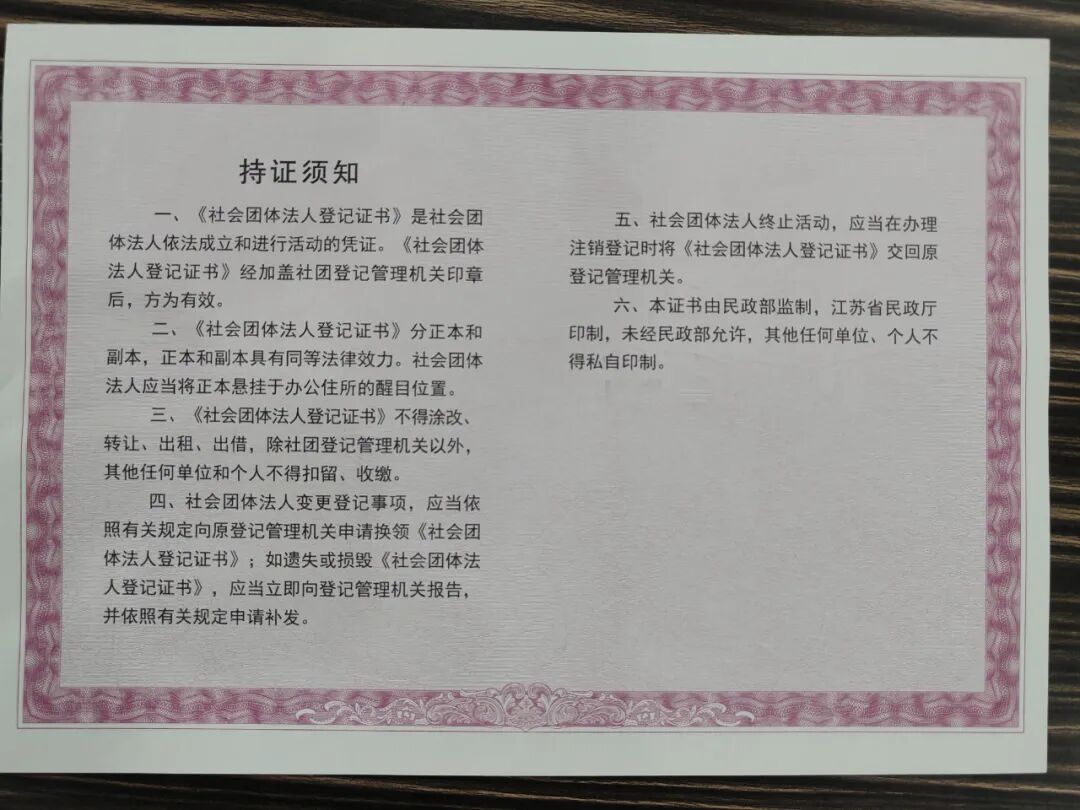 持证须知
一、《社会团体法人登记证书》是社会团
体法人依法成立和进行活动的凭证。《社会团体
法人登记证书》经加盖社团登记管理机关印章
后，方为有效。
二、《社会团体法人登记证书》分正本和
副本，正本和副本具有同等法律效力。社会团体
法人应当将正本悬挂于办公住所的醒目位置。
三、《社会团体法人登记证书》不得涂改、
转让、出租、出借，除社团登记管理机关以外，
其他任何单位和个人不得扣留、收缴。
四、社会团体法人变更登记事项，应当依
照有关规定向原登记管理机关申请换领《社会团
体法人登记证书》；如遗失或损毁《社会团体法
人登记证书》，应当立即向登记管理机关报告，
并依照有关规定申请补发。
五、社会团体法人终止活动，应当在办理
注销登记时将《社会团体法人登记证书》交回原
登记管理机关。
六、本证书由民政部监制，江苏省民政厅
印制，未经民政部允许，其他任何单位、个人不
得私自印制。